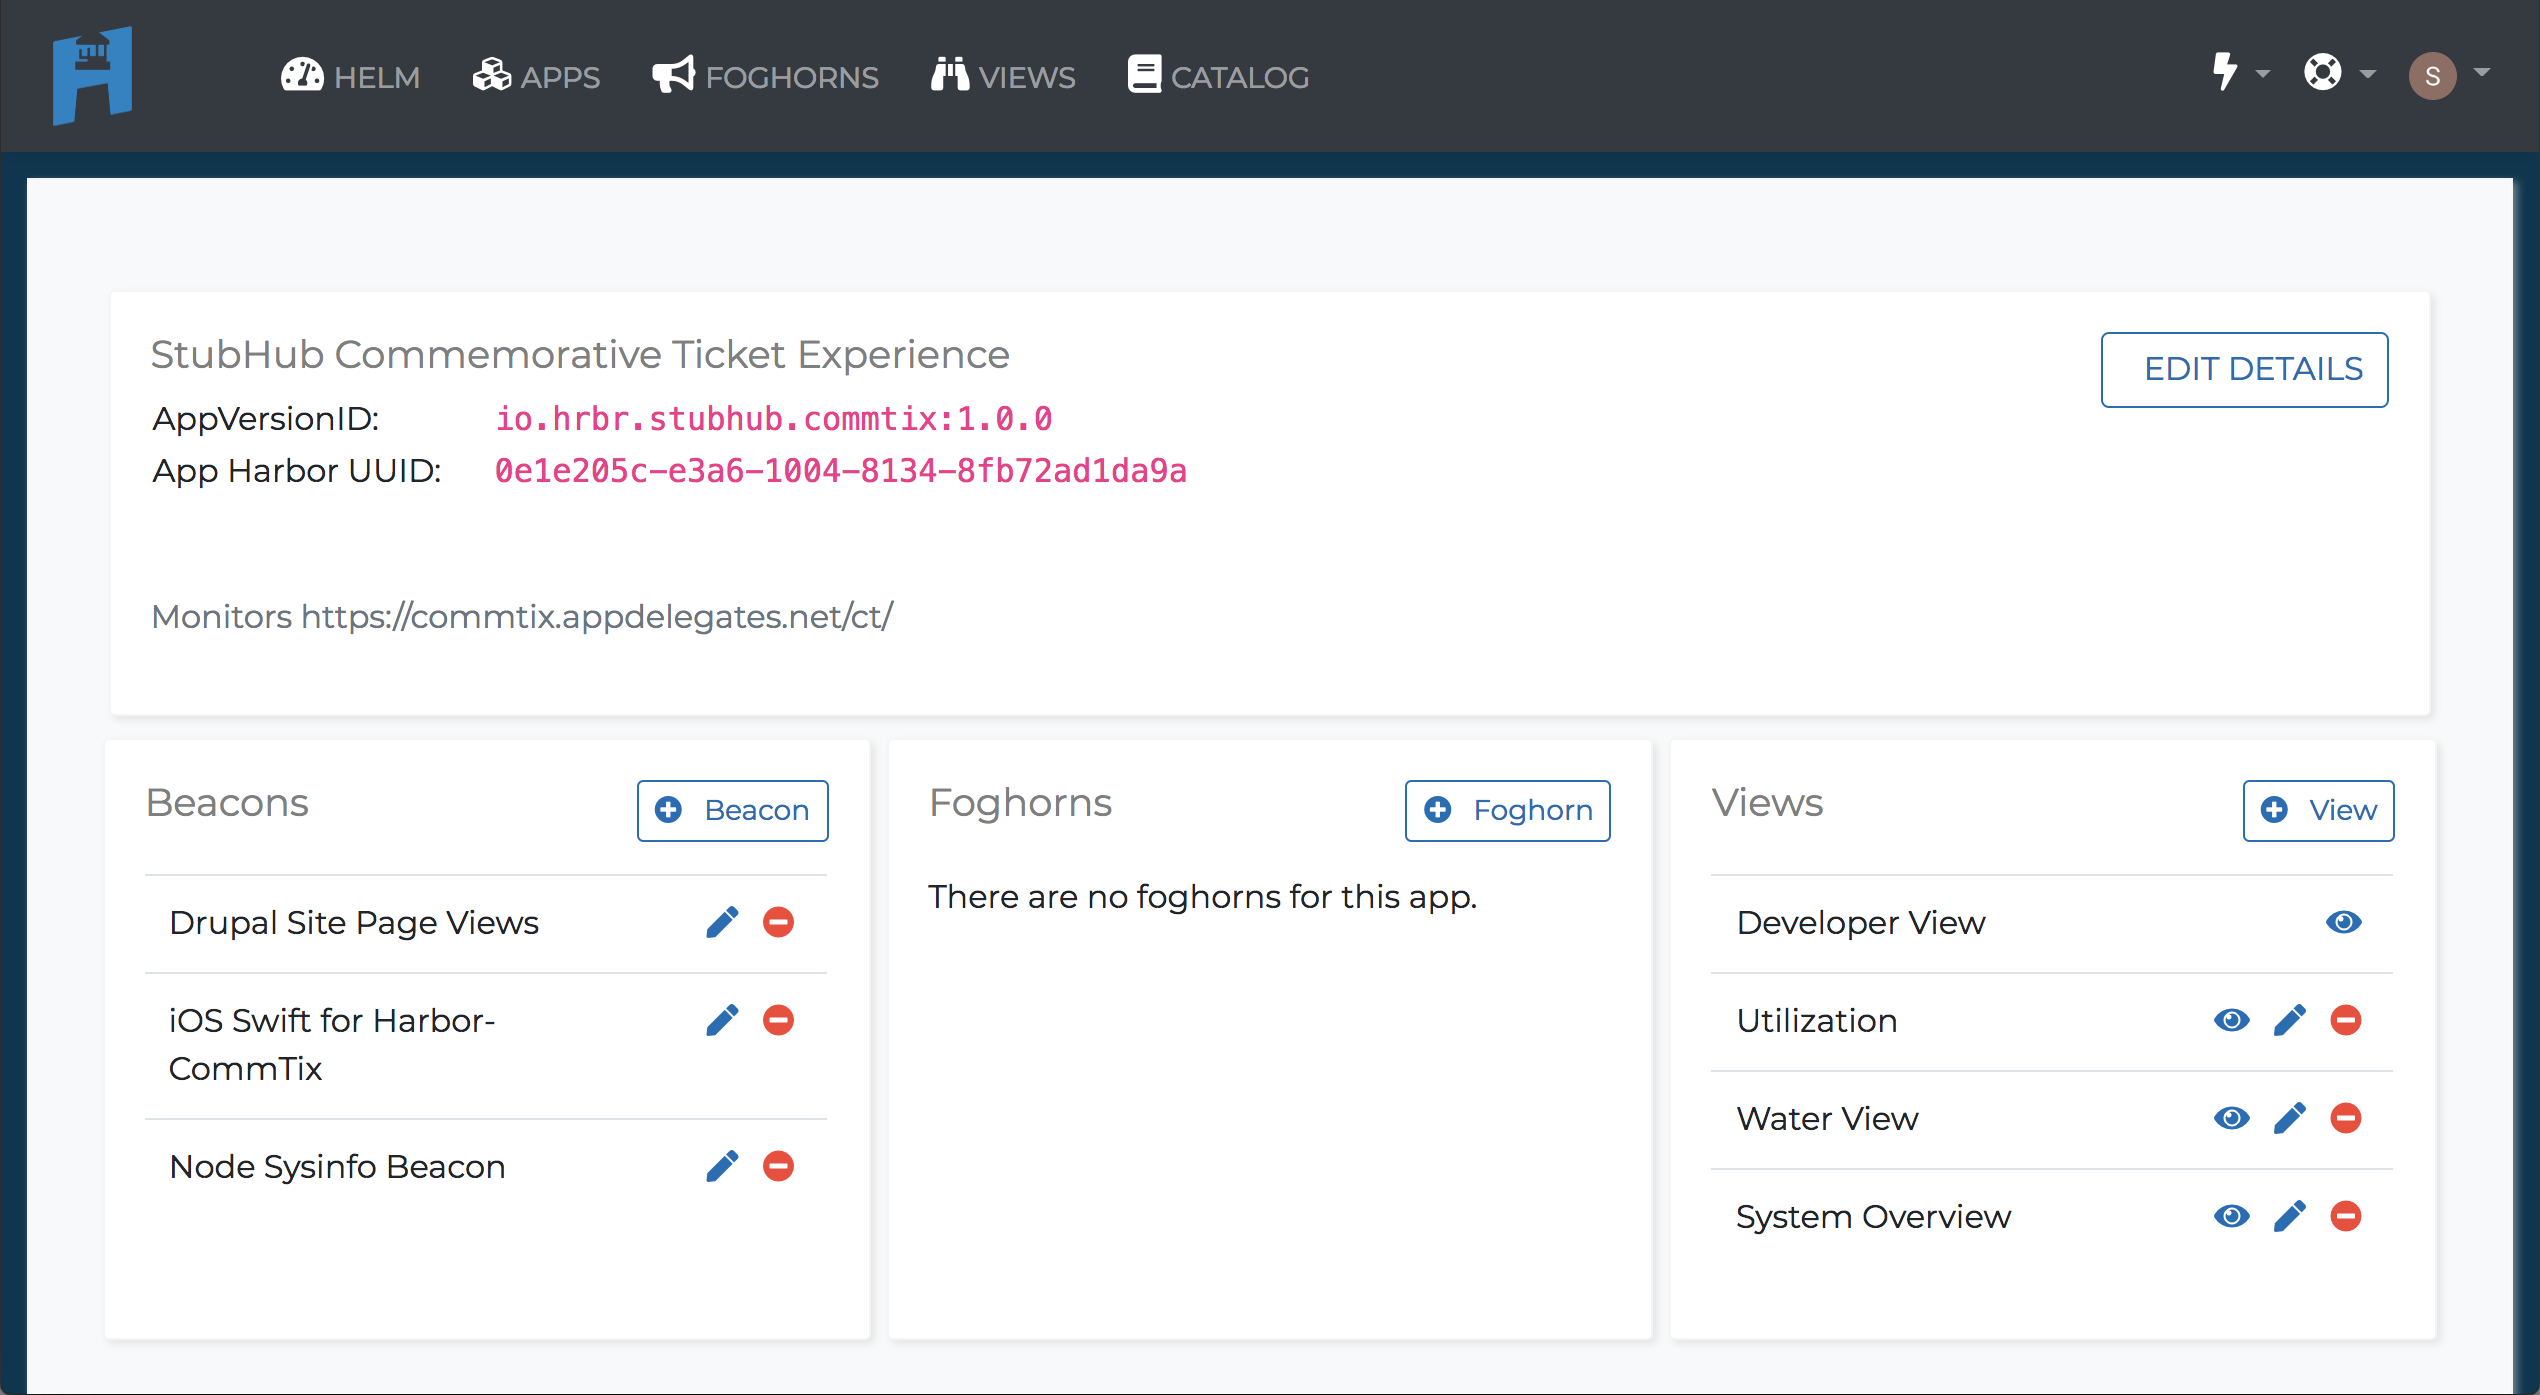 HELM APPS FOGHORNS VIEWS CATALOG S
StubHub Commemorative Ticket Experience
EDIT DETAILS
AppVersionID: io.hrbr.stubhub.commtix:1.0.0
App Harbor UUID: 0e1e205c-e3a6-1004-8134-8fb72ad1da9a
Monitors https://commtix.appdelegates.net/ct/
Beacons
Beacon
Drupal Site Page Views
iOS Swift for Harbor-
CommTix
Node Sysinfo Beacon
Foghorns
Foghorn
There are no foghorns for this app.
Views
View
Developer View
Utilization
Water View
System Overview